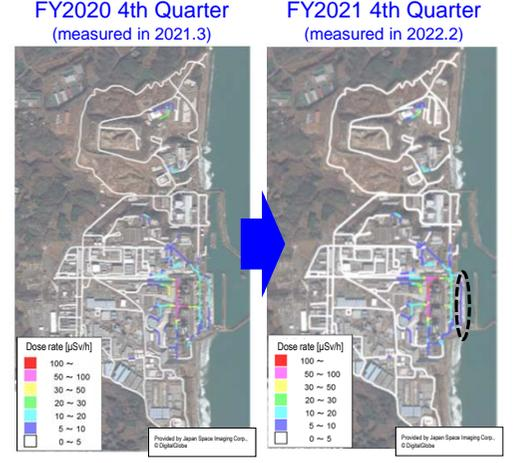 FY2020 4th Quarter
(measured in 2021.3)
FY2021 4th Quarter
(measured in 2022.2)
Dose rate [μSv/h]
100 ~
50 ~ 100
30 ~ 50
20 ~ 30
10 ~ 20
5 ~ 10
0 ~ 5
Provided by Japan Space Imaging Corp.,
© DigitalGlobe
Dose rate [μSv/h]
100 ~
50 ~ 100
30 ~ 50
20 ~ 30
10 ~ 20
5 ~ 10
0 ~ 5
Provided by Japan Space Imaging Corp.,
© DigitalGlobe